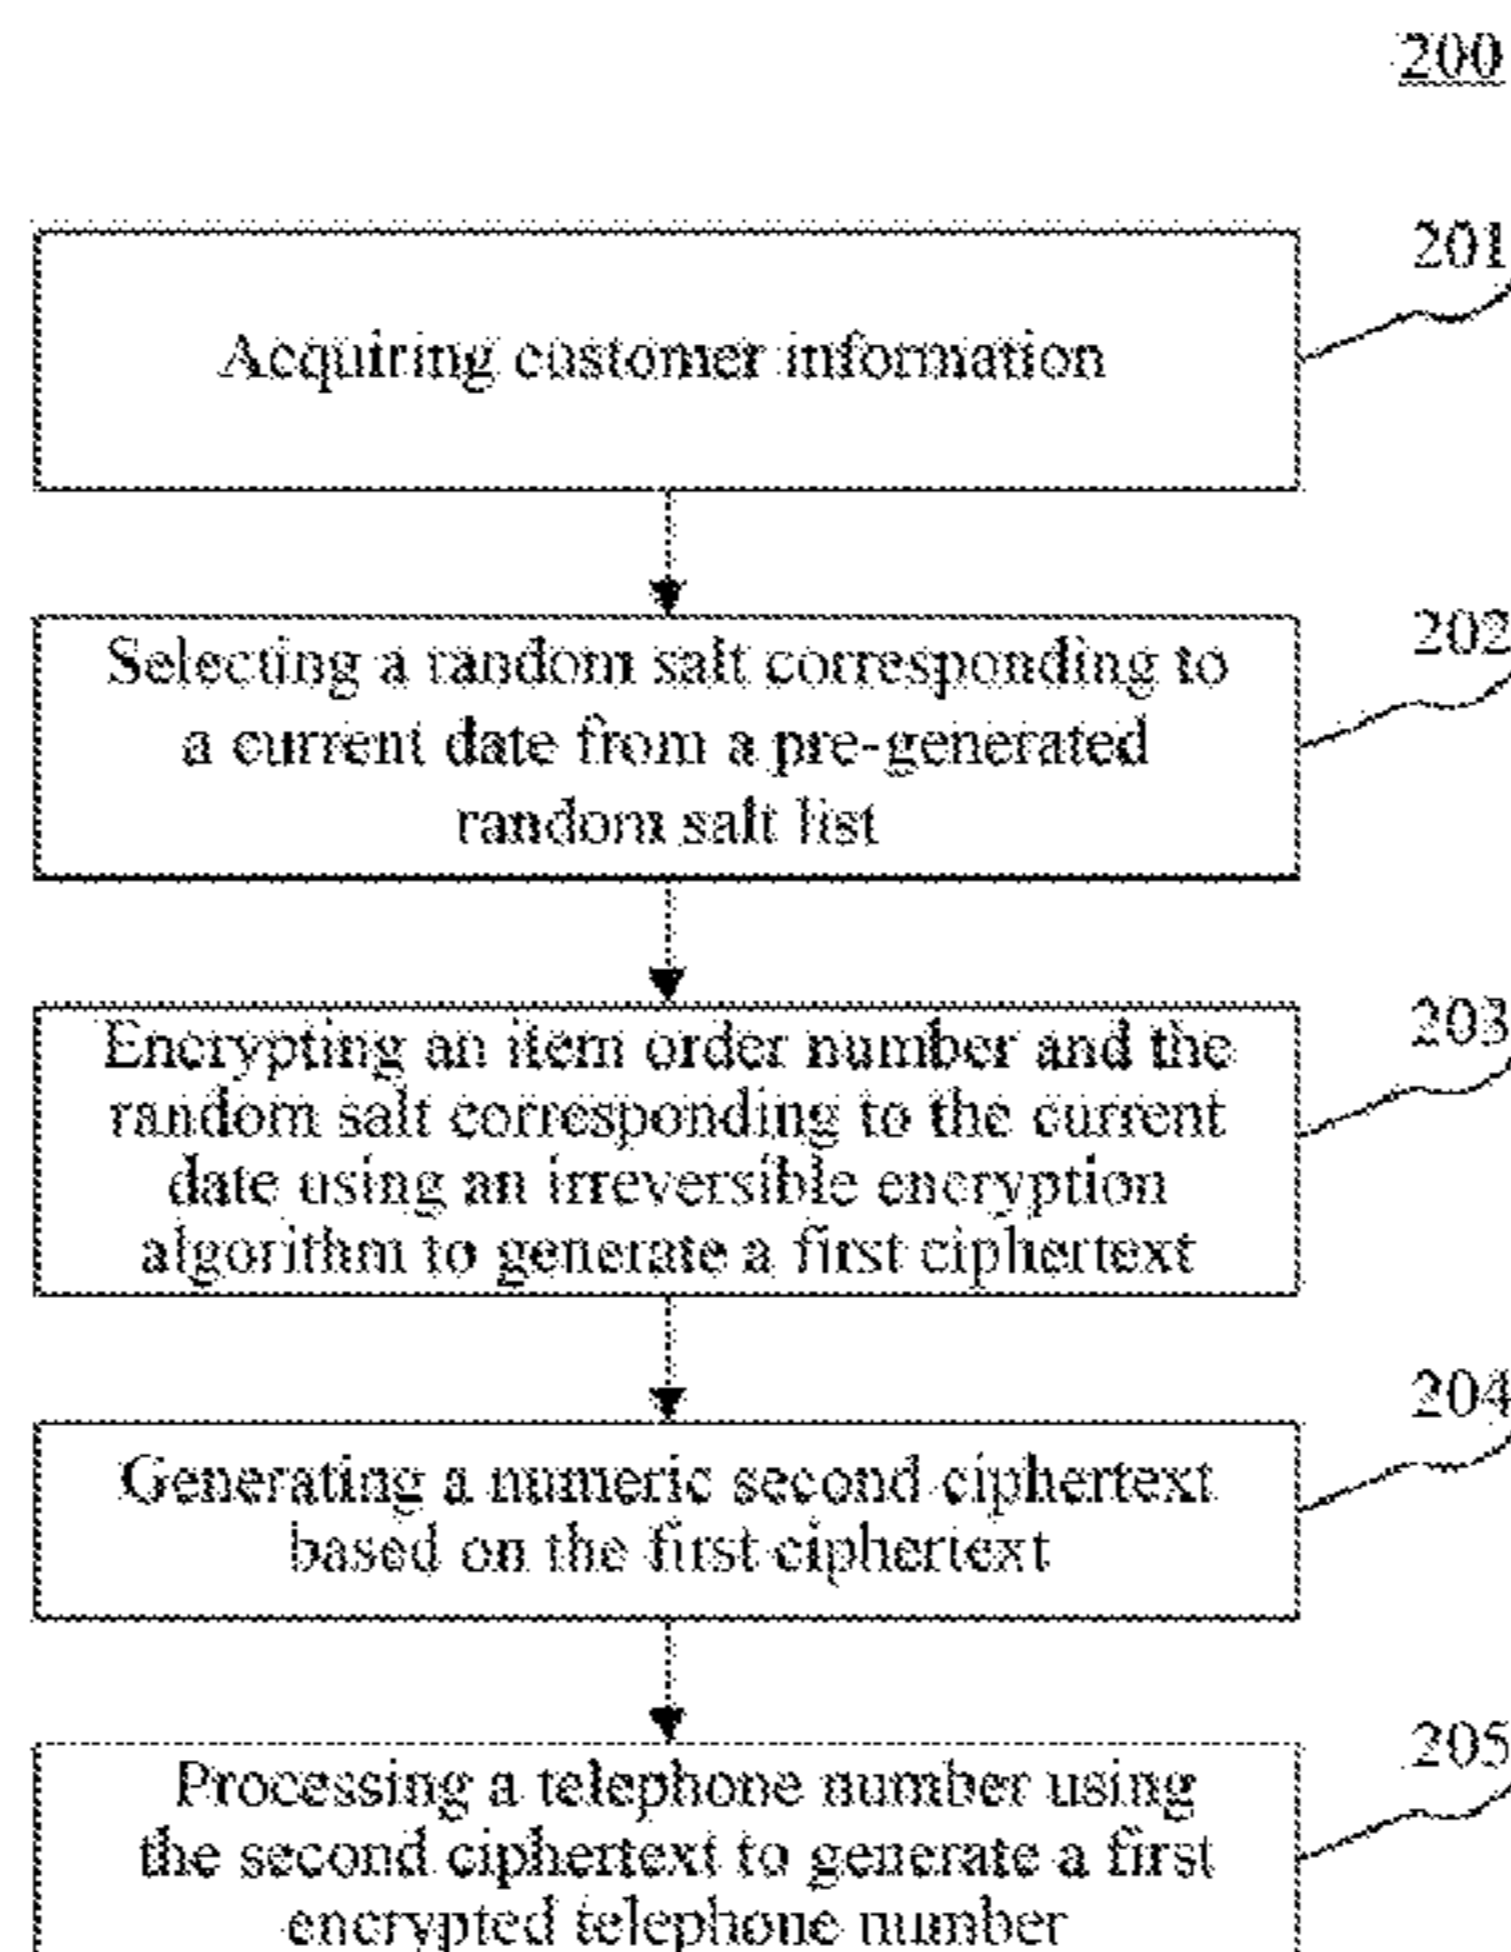 200
201
Acquiring customer information
202
Selecting a random salt corresponding to
a current date from a pre-generated
random salt list
203
Encrypting an item order number and the
random salt corresponding to the current
date using an irreversible encryption
algorithm to generate a first ciphertext
204
Generating a numeric second ciphertext
based on the first ciphertext
205
Processing a telephone number using
the second ciphertext to generate a first
encrypted telephone number